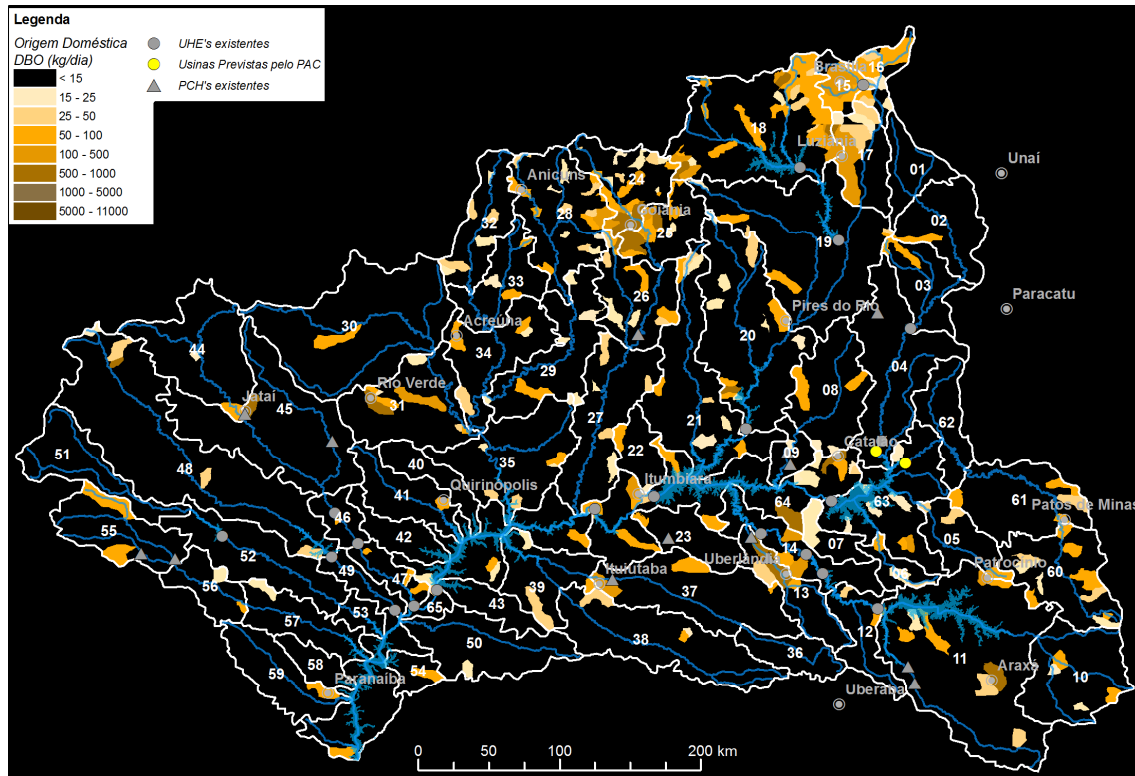 Legenda
Origem Doméstica
DBO (kg/dia)
< 15
15 - 25
25 - 50
50 - 100
100 - 500
500 - 1000
1000 - 5000
5000 - 11000
UHE's existentes
Usinas Previstas pelo PAC
PCH's existentes
Brasília
16
15
18
Luziânia
17
01
Unaí
Anicuns
24
02
28
Goiânia
32
25
19
33
03
26
Paracatu
Pires do Rio
30
Acreúna
20
44
34
04
29
08
Rio Verde
31
Jataí
45
62
27
21
Catalão
09
22
51
48
40
35
Itumbiara
Quirinópolis
41
64
63
61
Patos de Minas
46
55
42
23
05
52
Uberlândia
14
07
49
06
56
Ituiutaba
Patrocínio
60
47
39
37
13
65
43
53
57
12
50
38
36
11
58
54
59
Paranaíba
Araxá
10
Uberaba
0 50 100 200 km